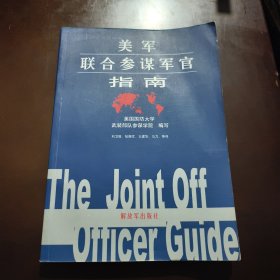 美军
联合参谋军官
指南
美国国防大学
武装部队参谋学院 编写
The Joint Off
解放军出版社
Officer Guide